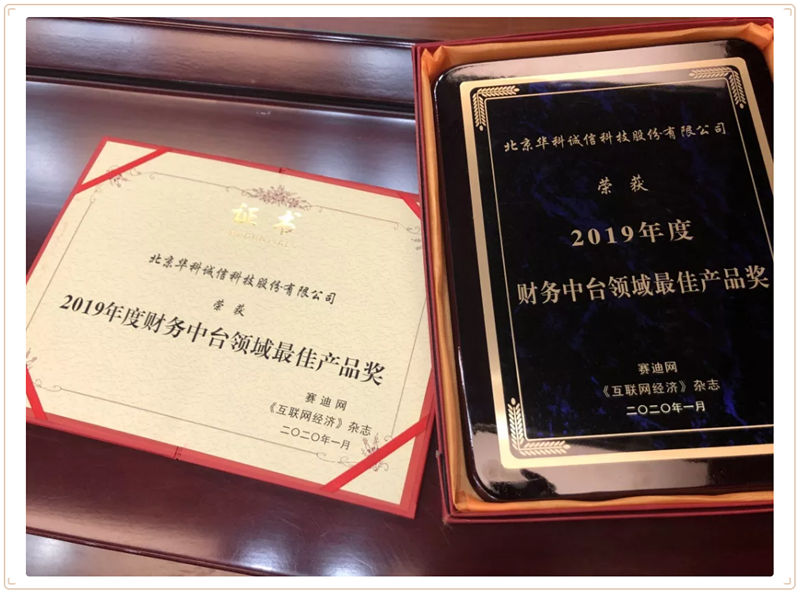 证书
北京华科诚信科技股份有限公司
荣获
2019年度财务中台领域最佳产品奖
赛迪网
《互联网经济》杂志
二〇二〇年一月
北京华科诚信科技股份有限公司
荣获
2019年度
财务中台领域最佳产品奖
赛迪网
《互联网经济》杂志
二〇二〇年一月